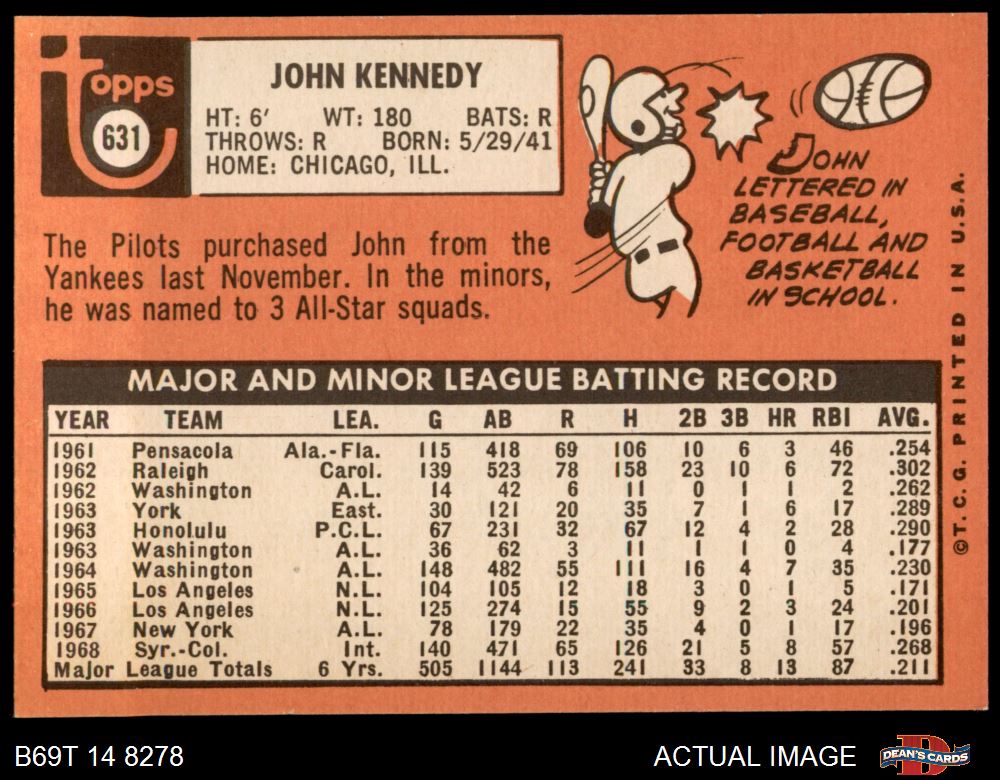 Topps
631
JOHN KENNEDY
HT: 6' WT: 180 BATS: R
THROWS: R BORN: 5/29/41
HOME: CHICAGO, ILL.
The Pilots purchased John from the
Yankees last November. In the minors,
he was named to 3 All-Star squads.
JOHN
LETTERED IN
BASEBALL,
FOOTBALL AND
BASKETBALL
IN SCHOOL.
©T.C.G. PRINTED IN U.S.A.
MAJOR AND MINOR LEAGUE BATTING RECORD
YEAR TEAM LEA. G AB R H 2B 3B HR RBI AVG.
1961 Pensacola Ala.-Fla. 115 418 69 106 10 6 3 46 .254
1962 Raleigh Carol. 139 523 78 158 23 10 6 72 .302
1962 Washington A.L. 14 42 6 11 0 1 1 2 .262
1963 York East. 30 121 20 35 7 1 6 17 .289
1963 Honolulu P.C.L. 67 231 32 67 12 4 2 28 .290
1963 Washington A.L. 36 62 3 11 1 1 0 4 .177
1964 Washington A.L. 148 482 55 111 16 4 7 35 .230
1965 Los Angeles N.L. 104 105 12 18 3 0 1 5 .171
1966 Los Angeles N.L. 125 274 15 55 9 2 3 24 .201
1967 New York A.L. 78 179 22 35 4 0 1 17 .196
1968 Syr.-Col. Int. 140 471 65 126 21 5 8 57 .268
Major League Totals 6 Yrs. 505 1144 113 241 33 8 13 87 .211
B69T 14 8278
ACTUAL IMAGE
DEAN'S CARDS